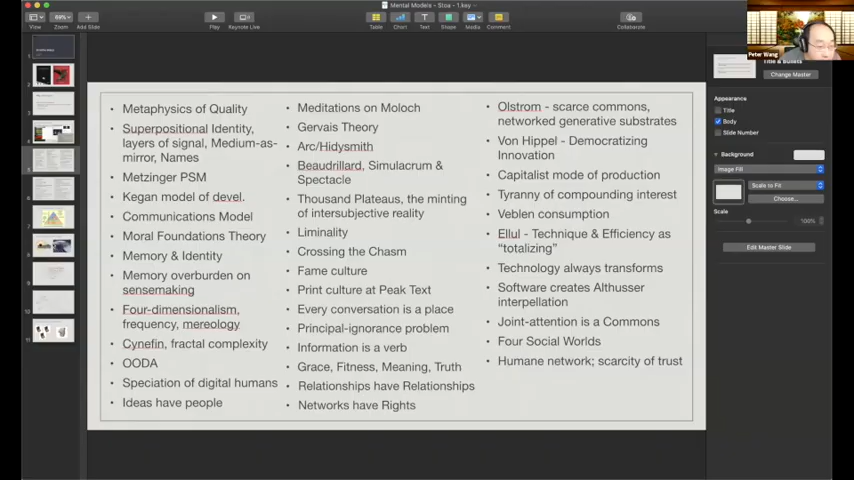 Mental Models - Stoa - 1.key
69%
View
Zoom
Add Slide
Play
Keynote Live
Table
Chart
Text
Shape
Media
Comment
Collaborate
Peter Wang
• Metaphysics of Quality
• Superpositional Identity,
layers of signal, Medium-as-
mirror, Names
• Metzinger PSM
• Kegan model of devel.
• Communications Model
• Moral Foundations Theory
• Memory & Identity
• Memory overburden on
sensemaking
• Four-dimensionalism,
frequency, mereology
• Cynefin, fractal complexity
• OODA
• Speciation of digital humans
• Ideas have people
• Meditations on Moloch
• Gervais Theory
• Arc/Hidysmith
• Beaudrillard, Simulacrum &
Spectacle
• Thousand Plateaus, the minting
of intersubjective reality
• Liminality
• Crossing the Chasm
• Fame culture
• Print culture at Peak Text
• Every conversation is a place
• Principal-ignorance problem
• Information is a verb
• Grace, Fitness, Meaning, Truth
• Relationships have Relationships
• Networks have Rights
• Olstrom - scarce commons,
networked generative substrates
• Von Hippel - Democratizing
Innovation
• Capitalist mode of production
• Tyranny of compounding interest
• Veblen consumption
• Ellul - Technique & Efficiency as
“totalizing”
• Technology always transforms
• Software creates Althusser
interpellation
• Joint-attention is a Commons
• Four Social Worlds
• Humane network; scarcity of trust
Title & Bullets
Change Master
Appearance
Title
Body
Slide Number
Background
Image Fill
Scale to Fit
Choose...
Scale
100%
Edit Master Slide